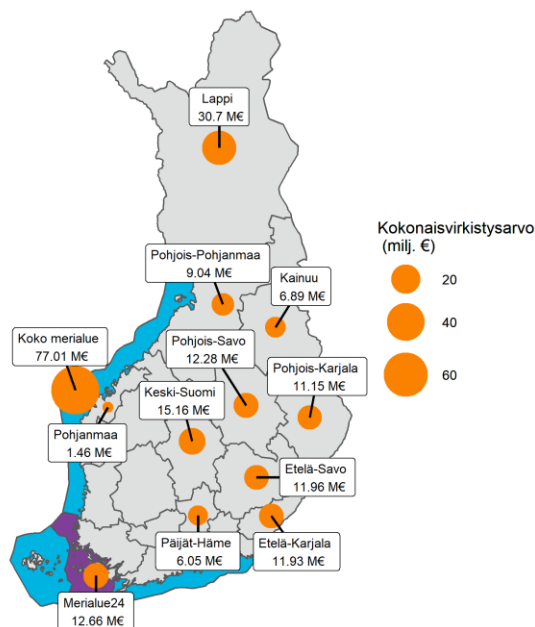 Lappi
30.7 M€
Kokonaisvirkistysarvo
(milj. €)
20
40
60
Pohjois-Pohjanmaa
9.04 M€
Kainuu
6.89 M€
Koko merialue
77.01 M€
Pohjois-Savo
12.28 M€
Pohjois-Karjala
11.15 M€
Keski-Suomi
15.16 M€
Pohjanmaa
1.46 M€
Etelä-Savo
11.96 M€
Päijät-Häme
6.05 M€
Etelä-Karjala
11.93 M€
Merialue24
12.66 M€